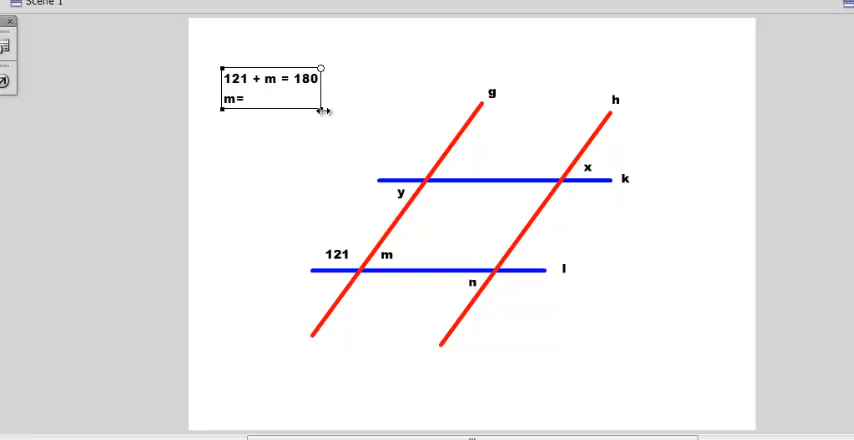 Scene 1
121 + m = 180
m=
g
h
x
k
y
121
m
l
n